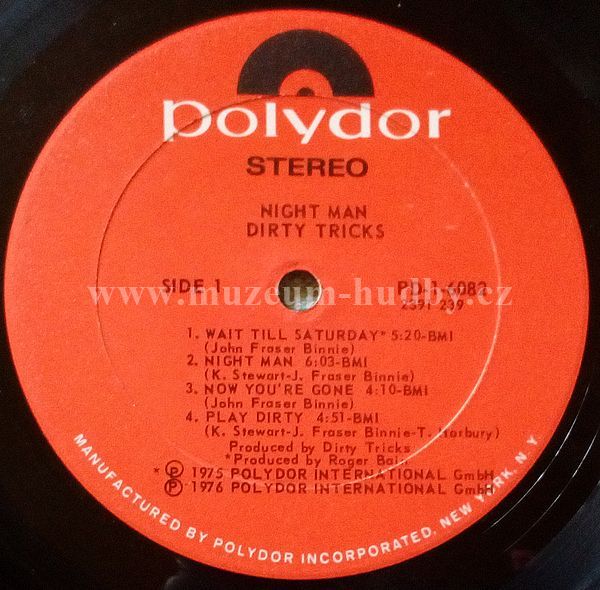 polydor
STEREO
NIGHT MAN
DIRTY TRICKS
SIDE 1 PD-1-6082
2391 239
www.muzeum-hudby.cz
1. WAIT TILL SATURDAY* 5:20-BMI
(John Fraser Binnie)
2. NIGHT MAN 6:03-BMI
(K. Stewart-J. Fraser Binnie)
3. NOW YOU'RE GONE 4:10-BMI
(John Fraser Binnie)
4. PLAY DIRTY 4:51-BMI
(K. Stewart-J. Fraser Binnie-T. Horbury)
Produced by Dirty Tricks
*Produced by Roger Bain
* Ⓟ 1975 POLYDOR INTERNATIONAL GmbH
Ⓟ 1976 POLYDOR INTERNATIONAL GmbH
MANUFACTURED BY POLYDOR INCORPORATED, NEW YORK, N.Y.